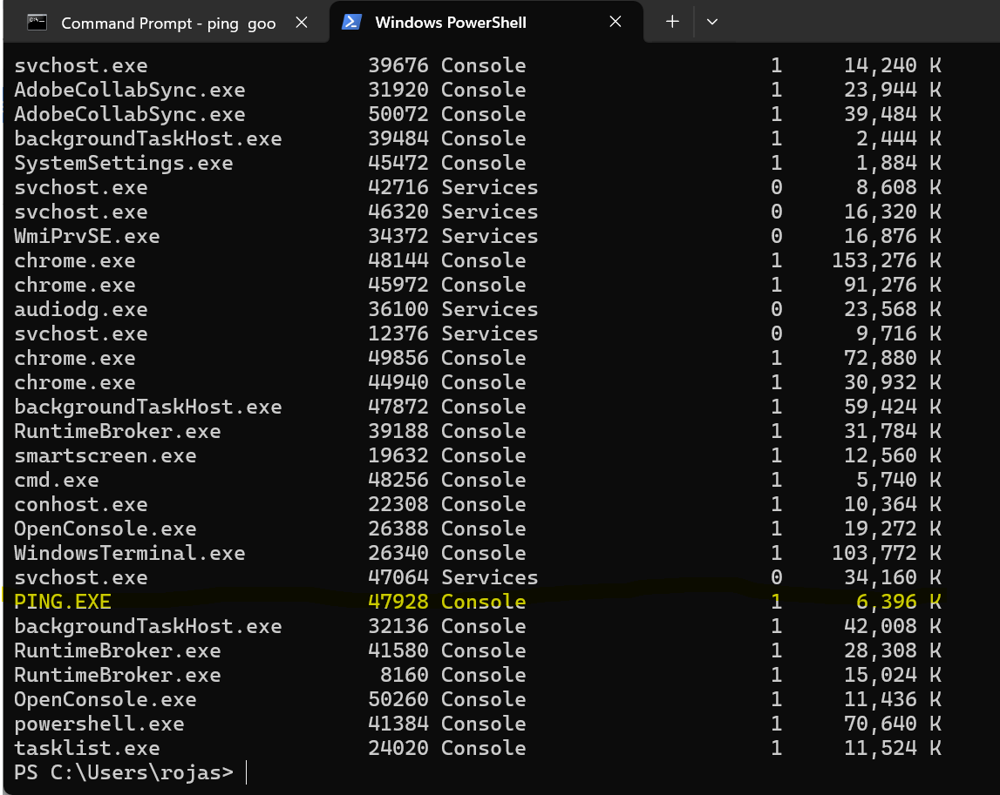 Command Prompt - ping goo
Windows PowerShell
svchost.exe 39676 Console 1 14,240 K
AdobeCollabSync.exe 31920 Console 1 23,944 K
AdobeCollabSync.exe 50072 Console 1 39,484 K
backgroundTaskHost.exe 39484 Console 1 2,444 K
SystemSettings.exe 45472 Console 1 1,884 K
svchost.exe 42716 Services 0 8,608 K
svchost.exe 46320 Services 0 16,320 K
WmiPrvSE.exe 34372 Services 0 16,876 K
chrome.exe 48144 Console 1 153,276 K
chrome.exe 45972 Console 1 91,276 K
audiodg.exe 36100 Services 0 23,568 K
svchost.exe 12376 Services 0 9,716 K
chrome.exe 49856 Console 1 72,880 K
chrome.exe 44940 Console 1 30,932 K
backgroundTaskHost.exe 47872 Console 1 59,424 K
RuntimeBroker.exe 39188 Console 1 31,784 K
smartscreen.exe 19632 Console 1 12,560 K
cmd.exe 48256 Console 1 5,740 K
conhost.exe 22308 Console 1 10,364 K
OpenConsole.exe 26388 Console 1 19,272 K
WindowsTerminal.exe 26340 Console 1 103,772 K
svchost.exe 47064 Services 0 34,160 K
PING.EXE 47928 Console 1 6,396 K
backgroundTaskHost.exe 32136 Console 1 42,008 K
RuntimeBroker.exe 41580 Console 1 28,308 K
RuntimeBroker.exe 8160 Console 1 15,024 K
OpenConsole.exe 50260 Console 1 11,436 K
powershell.exe 41384 Console 1 70,640 K
tasklist.exe 24020 Console 1 11,524 K
PS C:\Users\rojas>